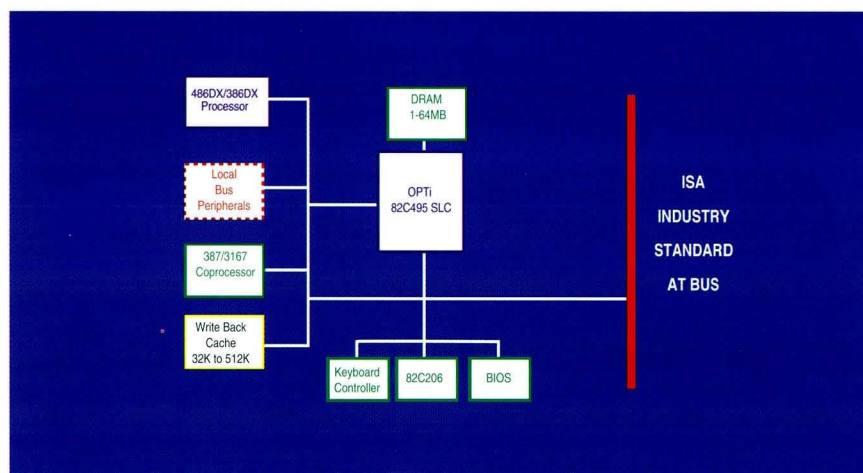 486DX/386DX
Processor
DRAM
1-64MB
Local
Bus
Peripherals
OPTi
82C495 SLC
387/3167
Coprocessor
Write Back
Cache
32K to 512K
Keyboard
Controller
82C206
BIOS
ISA
INDUSTRY
STANDARD
AT BUS